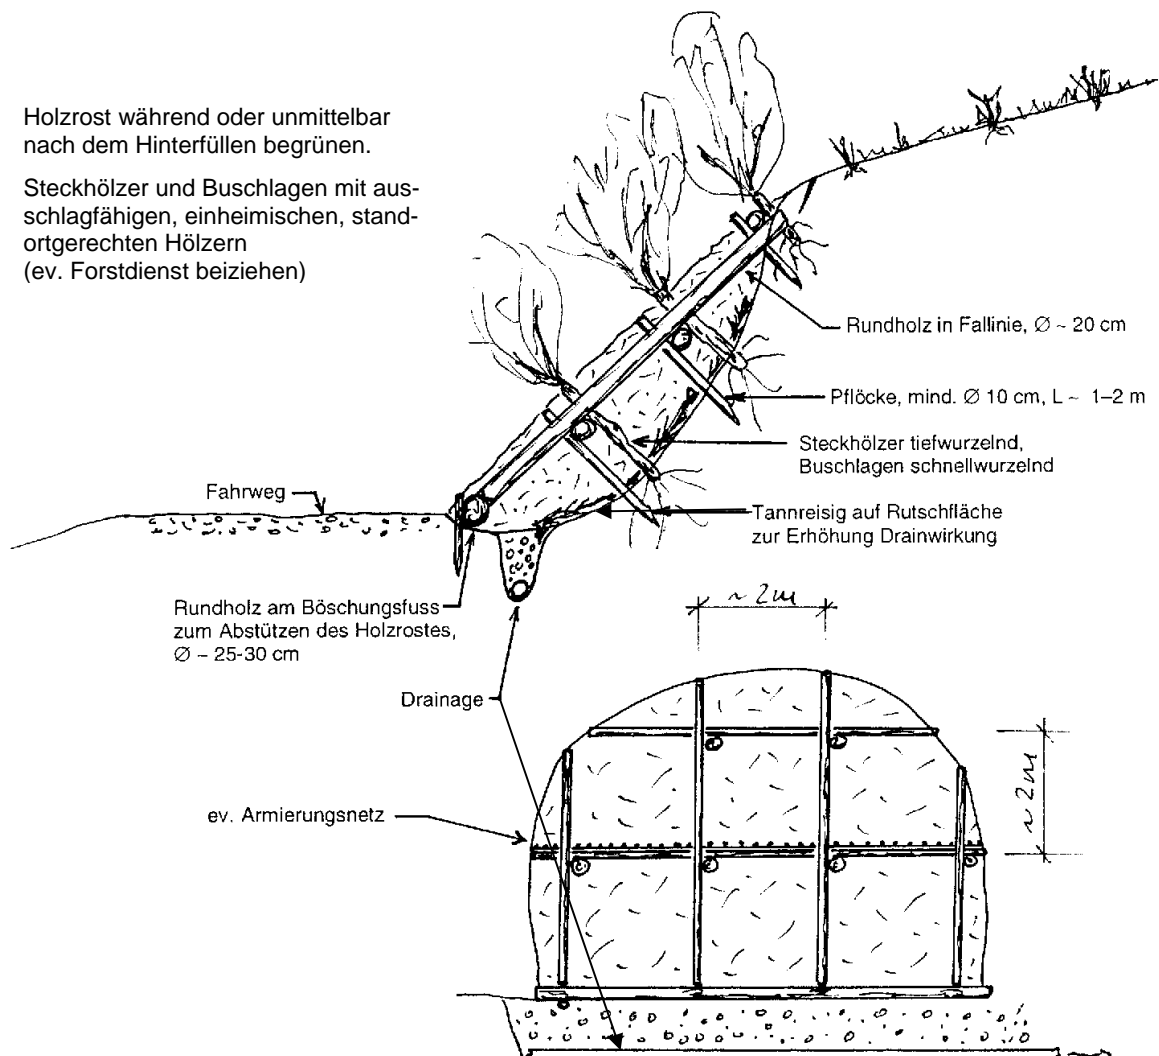 Holzrost während oder unmittelbar
nach dem Hinterfüllen begrünen.
Steckhölzer und Buschlagen mit aus-
schlagfähigen, einheimischen, stand-
ortgerechten Hölzern
(ev. Forstdienst beiziehen)
Rundholz in Fallinie, Ø ~ 20 cm
Pflöcke, mind. Ø 10 cm, L ~ 1–2 m
Steckhölzer tiefwurzelnd,
Buschlagen schnellwurzelnd
Fahrweg
Tannreisig auf Rutschfläche
zur Erhöhung Drainwirkung
Rundholz am Böschungsfuss
zum Abstützen des Holzrostes,
Ø ~ 25-30 cm
~ 2m
Drainage
~ 2m
ev. Armierungsnetz